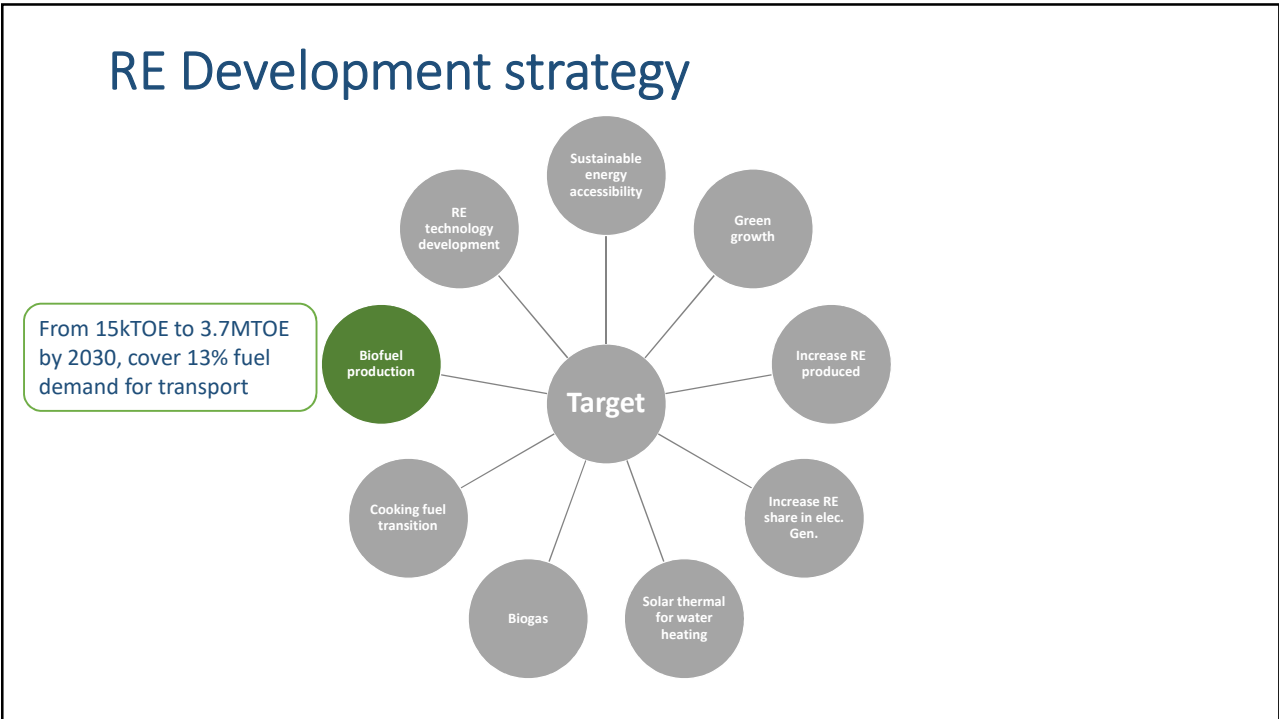 RE Development strategy
Sustainable
energy
accessibility
Green
growth
Increase RE
produced
Increase RE
share in elec.
Gen.
Solar thermal
for water
heating
Biogas
Cooking fuel
transition
Biofuel
production
RE
technology
development
Target
From 15kTOE to 3.7MTOE
by 2030, cover 13% fuel
demand for transport